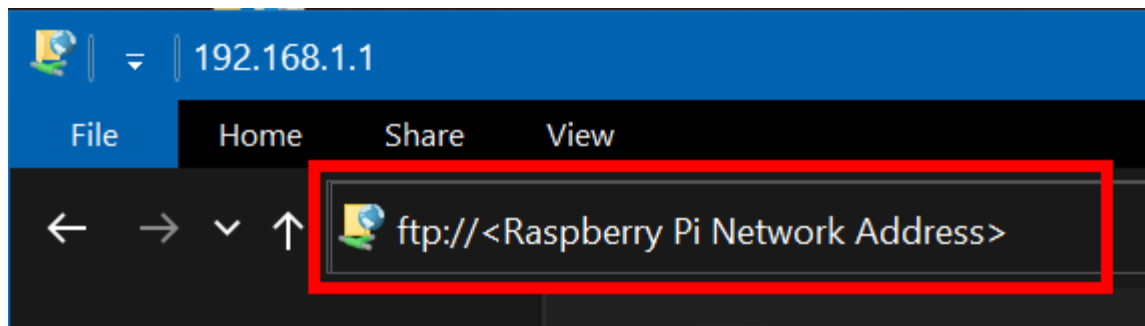 192.168.1.1
File Home Share View
ftp://<Raspberry Pi Network Address>